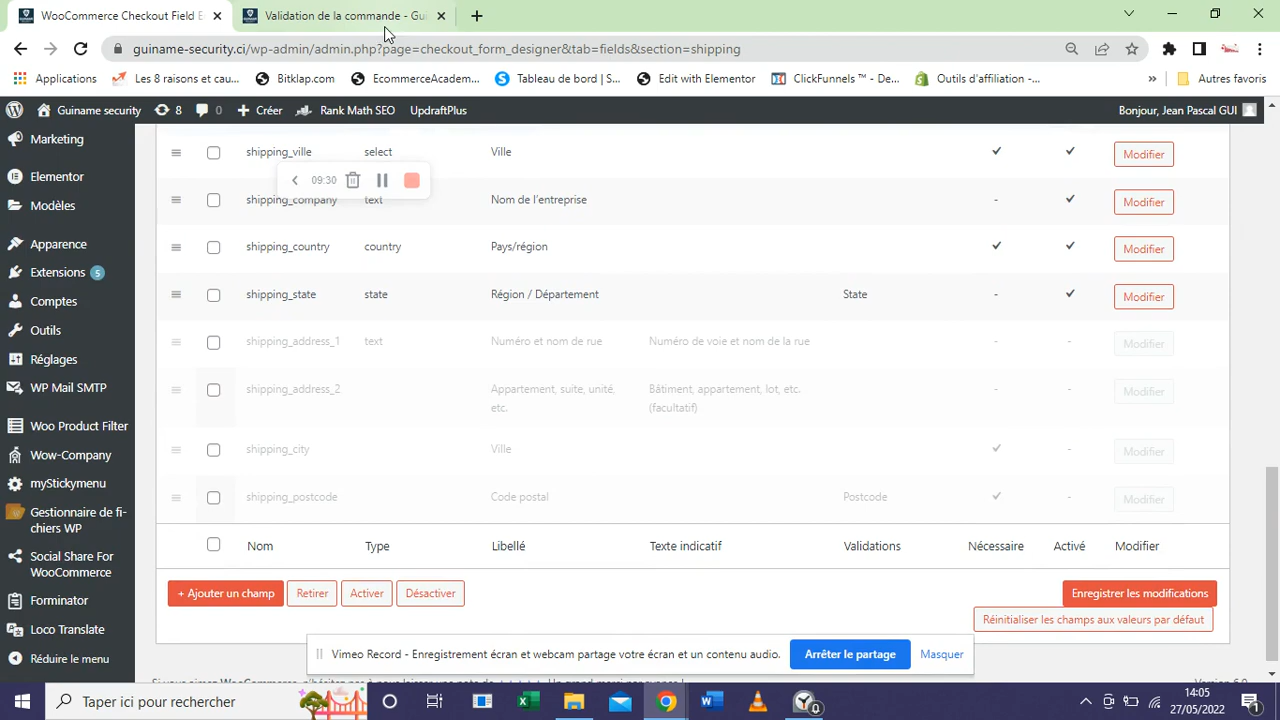 WooCommerce Checkout Field E
Validation de la commande - Gui
guiname-security.ci/wp-admin/admin.php?page=checkout_form_designer&tab=fields&section=shipping
Applications
Les 8 raisons et cau...
Bitklap.com
EcommerceAcadem...
Tableau de bord | S...
Edit with Elementor
ClickFunnels ™ - De...
Outils d'affiliation - ...
»
Autres favoris
Guiname security
8
0
Créer
Rank Math SEO
UpdraftPlus
Bonjour, Jean Pascal GUI
Marketing
Elementor
Modèles
Apparence
Extensions 5
Comptes
Outils
Réglages
WP Mail SMTP
Woo Product Filter
Wow-Company
myStickymenu
Gestionnaire de fi-
chiers WP
Social Share For
WooCommerce
Forminator
Loco Translate
Réduire le menu
shipping_ville select Ville Modifier
09:30
shipping_company text Nom de l'entreprise - Modifier
shipping_country country Pays/région Modifier
shipping_state state Région / Département State - Modifier
shipping_address_1 text Numéro et nom de rue Numéro de voie et nom de la rue - - Modifier
shipping_address_2 Appartement, suite, unité, Bâtiment, appartement, lot, etc. - - Modifier
etc. (facultatif)
shipping_city Ville - Modifier
shipping_postcode Code postal Postcode - Modifier
Nom Type Libellé Texte indicatif Validations Nécessaire Activé Modifier
+ Ajouter un champ Retirer Activer Désactiver Enregistrer les modifications
Réinitialiser les champs aux valeurs par défaut
Vimeo Record - Enregistrement écran et webcam partage votre écran et un contenu audio. Arrêter le partage Masquer
Taper ici pour rechercher
14:05
27/05/2022
1